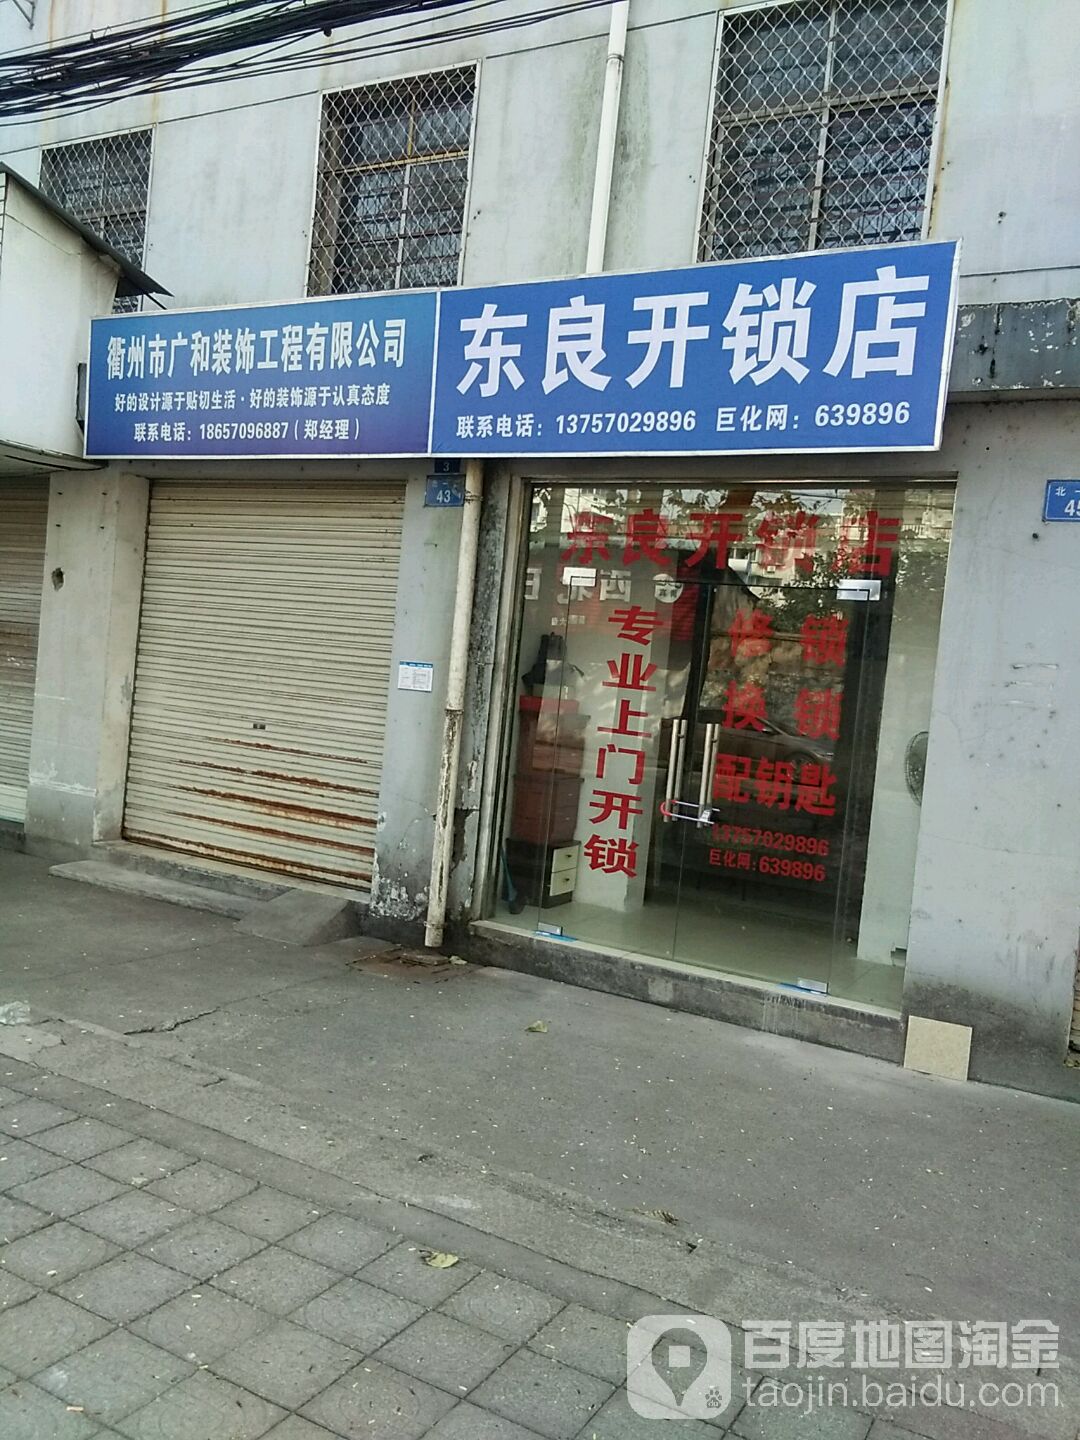 衢州市广和装饰工程有限公司
好的设计源于贴切生活·好的装饰源于认真态度
联系电话：18657096887（郑经理）
东良开锁店
联系电话：13757029896 巨化网：639896
3
43
北一
45
东良开锁店
专业上门开锁
修锁
换锁
配钥匙
13757029896
巨化网:639896
百度地图淘金
taojin.baidu.com